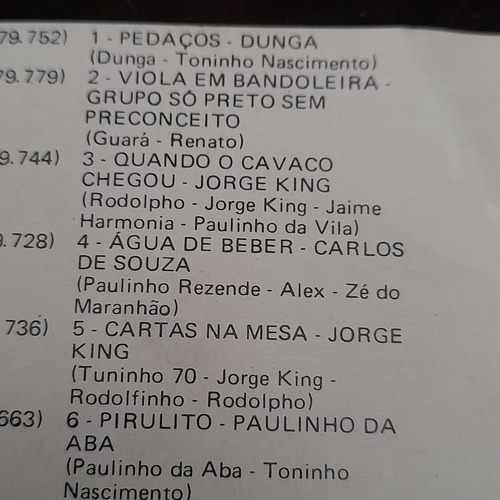 79.752) 1 - PEDAÇOS - DUNGA
(Dunga - Toninho Nascimento)
79.779) 2 - VIOLA EM BANDOLEIRA -
GRUPO SÓ PRETO SEM
PRECONCEITO
(Guará - Renato)
9.744) 3 - QUANDO O CAVACO
CHEGOU - JORGE KING
(Rodolpho - Jorge King - Jaime
Harmonia - Paulinho da Vila)
9.728) 4 - ÁGUA DE BEBER - CARLOS
DE SOUZA
(Paulinho Rezende - Alex - Zé do
Maranhão)
736) 5 - CARTAS NA MESA - JORGE
KING
(Tuninho 70 - Jorge King -
Rodolfinho - Rodolpho)
663) 6 - PIRULITO - PAULINHO DA
ABA
(Paulinho da Aba - Toninho
Nascimento)